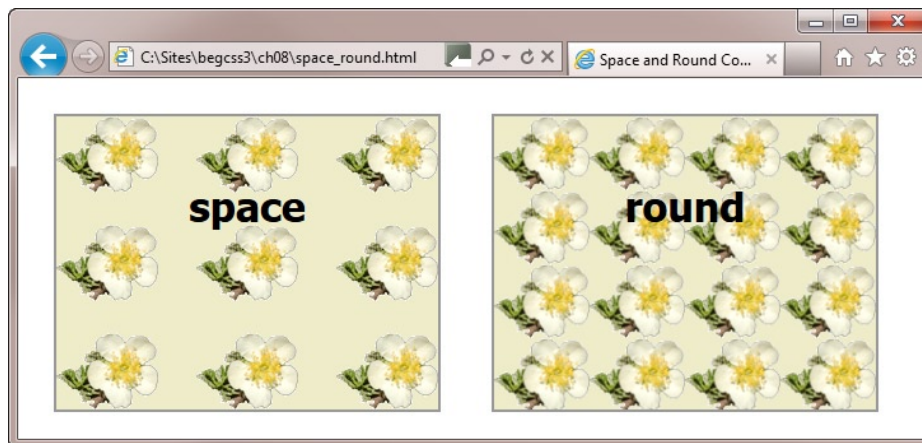 C:\Sites\begcss3\ch08\space_round.html
Space and Round Co...
space
round